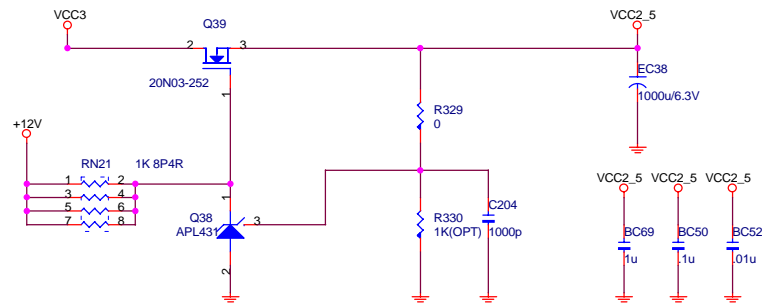 VCC3
Q39
VCC2_5
2
3
20N03-252
1
EC38
1000u/6.3V
R329
0
+12V
RN21
1K 8P4R
1
2
3
4
5
6
7
8
1
Q38
APL431
3
2
R330
1K(OPT)
C204
1000p
VCC2_5
VCC2_5
VCC2_5
BC69
1u
BC50
.1u
BC52
.01u